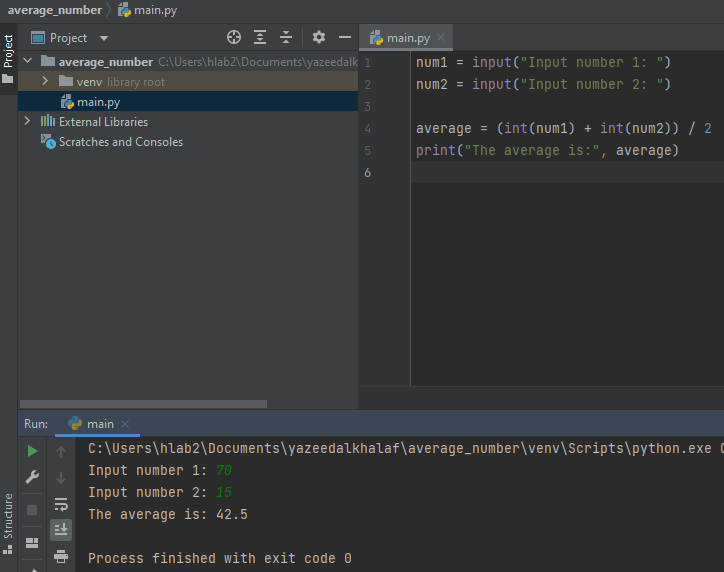 average_number main.py
Project
Project
average_number C:\Users\hlab2\Documents\yazeedalk
venv library root
main.py
External Libraries
Scratches and Consoles
main.py
1 num1 = input("Input number 1: ")
2 num2 = input("Input number 2: ")
3
4 average = (int(num1) + int(num2)) / 2
5 print("The average is:", average)
6
Run: main
C:\Users\hlab2\Documents\yazeedalkhalaf\average_number\venv\Scripts\python.exe
Input number 1: 70
Input number 2: 15
The average is: 42.5
Process finished with exit code 0
Structure